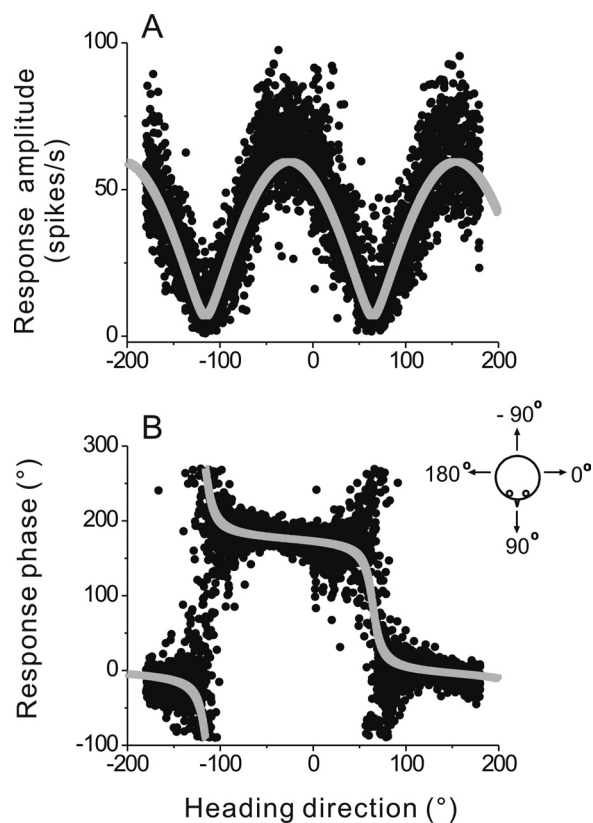 A
Response amplitude
(spikes/s)
100
50
0
-200 -100 0 100 200
B
Response phase (°)
300
200
100
0
-100
-200 -100 0 100 200
Heading direction (°)
- 90°
180° 0°
90°